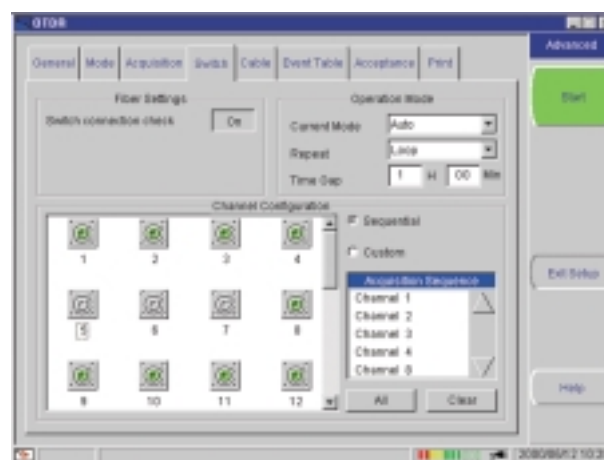 OTDR
Advanced
General Mode Acquisition Switch Cable Event Table Acceptance Print
Start
Fiber Settings
Operation Mode
Switch connection check On
Current Mode Auto
Repeat Loop
Time Gap 1 H 00 Min
Channel Configuration
Sequential
1 2 3 4
Custom
Acquisition Sequence
Channel 1
Channel 2
Channel 3
Channel 4
Channel 8
5 6 7 8
Exit Setup
9 10 11 12
All Clear
Help